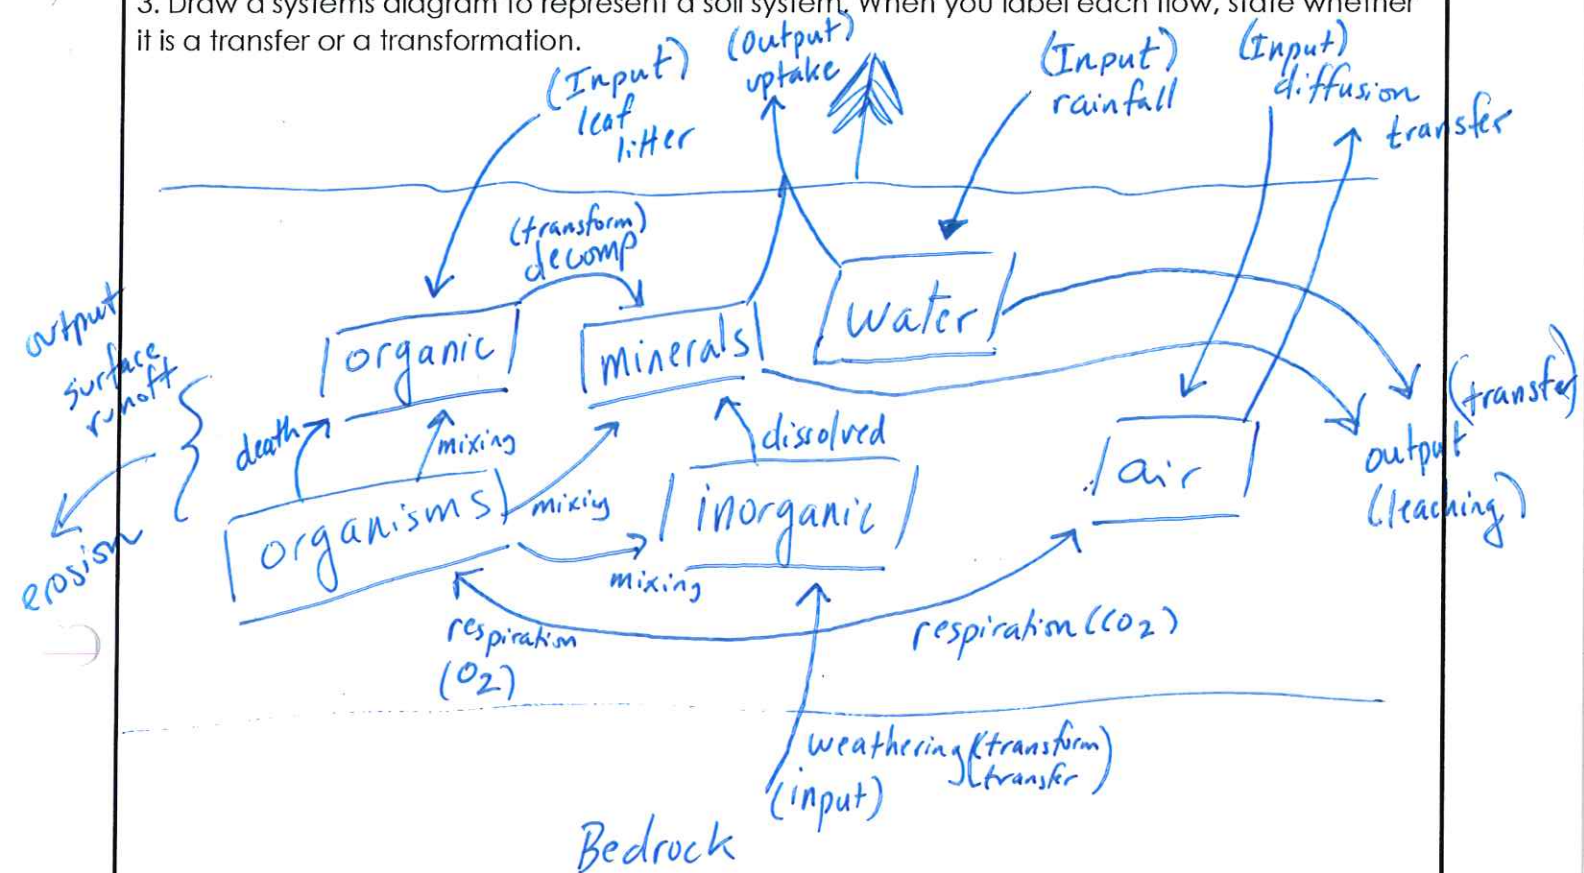 3. Draw a systems diagram to represent a soil system. When you label each flow, state whether
it is a transfer or a transformation.
(Input)
leaf
litter
(Output)
uptake
(Input)
rainfall
(Input)
diffusion
transfer
(transform)
decomp
organic
minerals
water
output
surface
runoff
erosion
death
mixing
dissolved
air
(transfer)
output
(leaching)
organisms
mixing
inorganic
mixing
respiration
(O2)
respiration (CO2)
weathering (transform)
(transfer
(input)
Bedrock